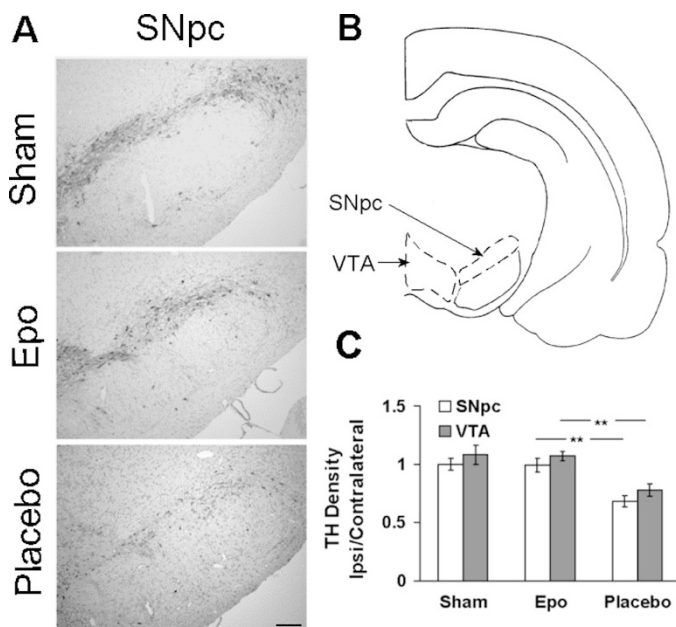 A
SNpc
Sham
Epo
Placebo
B
SNpc
VTA
C
TH Density
Ipsi/Contralateral
1.5
1
0.5
0
SNpc
VTA
**
**
Sham
Epo
Placebo